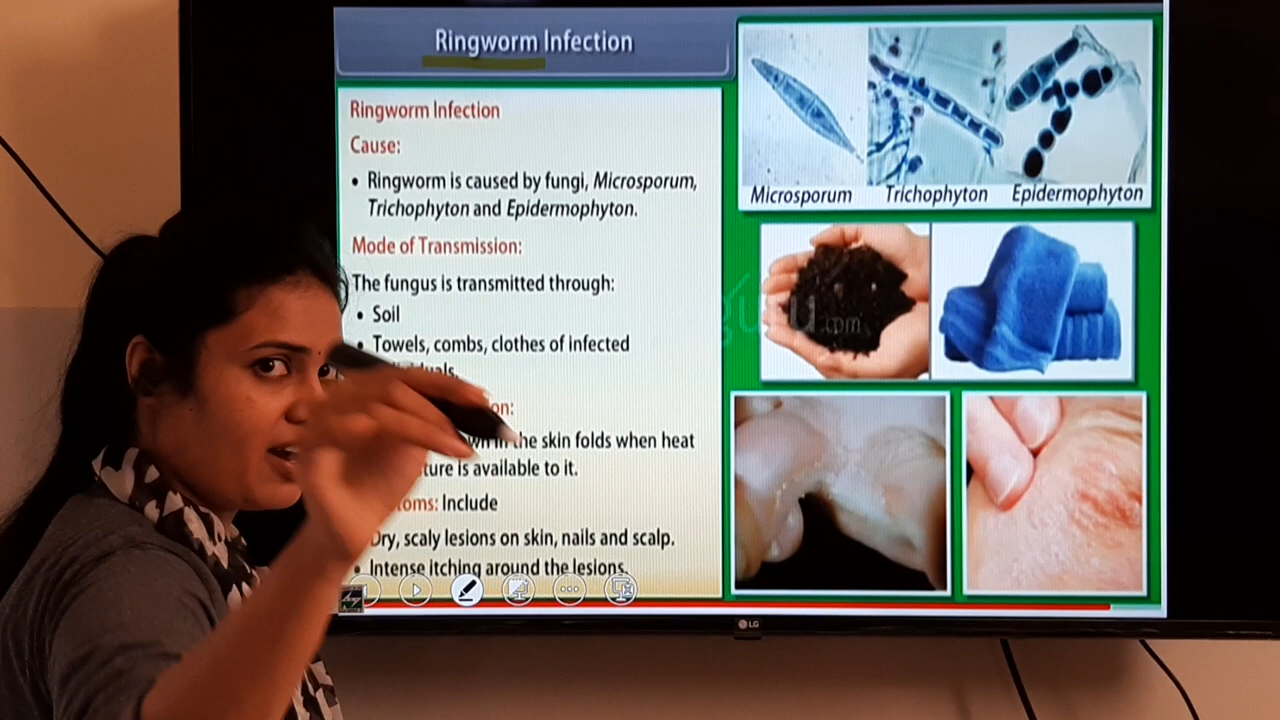 Ringworm Infection
Ringworm Infection
Cause:
• Ringworm is caused by fungi, Microsporum,
Trichophyton and Epidermophyton.
Mode of Transmission:
The fungus is transmitted through:
• Soil
• Towels, combs, clothes of infected
the skin folds when heat
is available to it.
Include
Dry, scaly lesions on skin, nails and scalp.
• Intense itching around the lesions.
Microsporum
Trichophyton
Epidermophyton
guru.com
LG